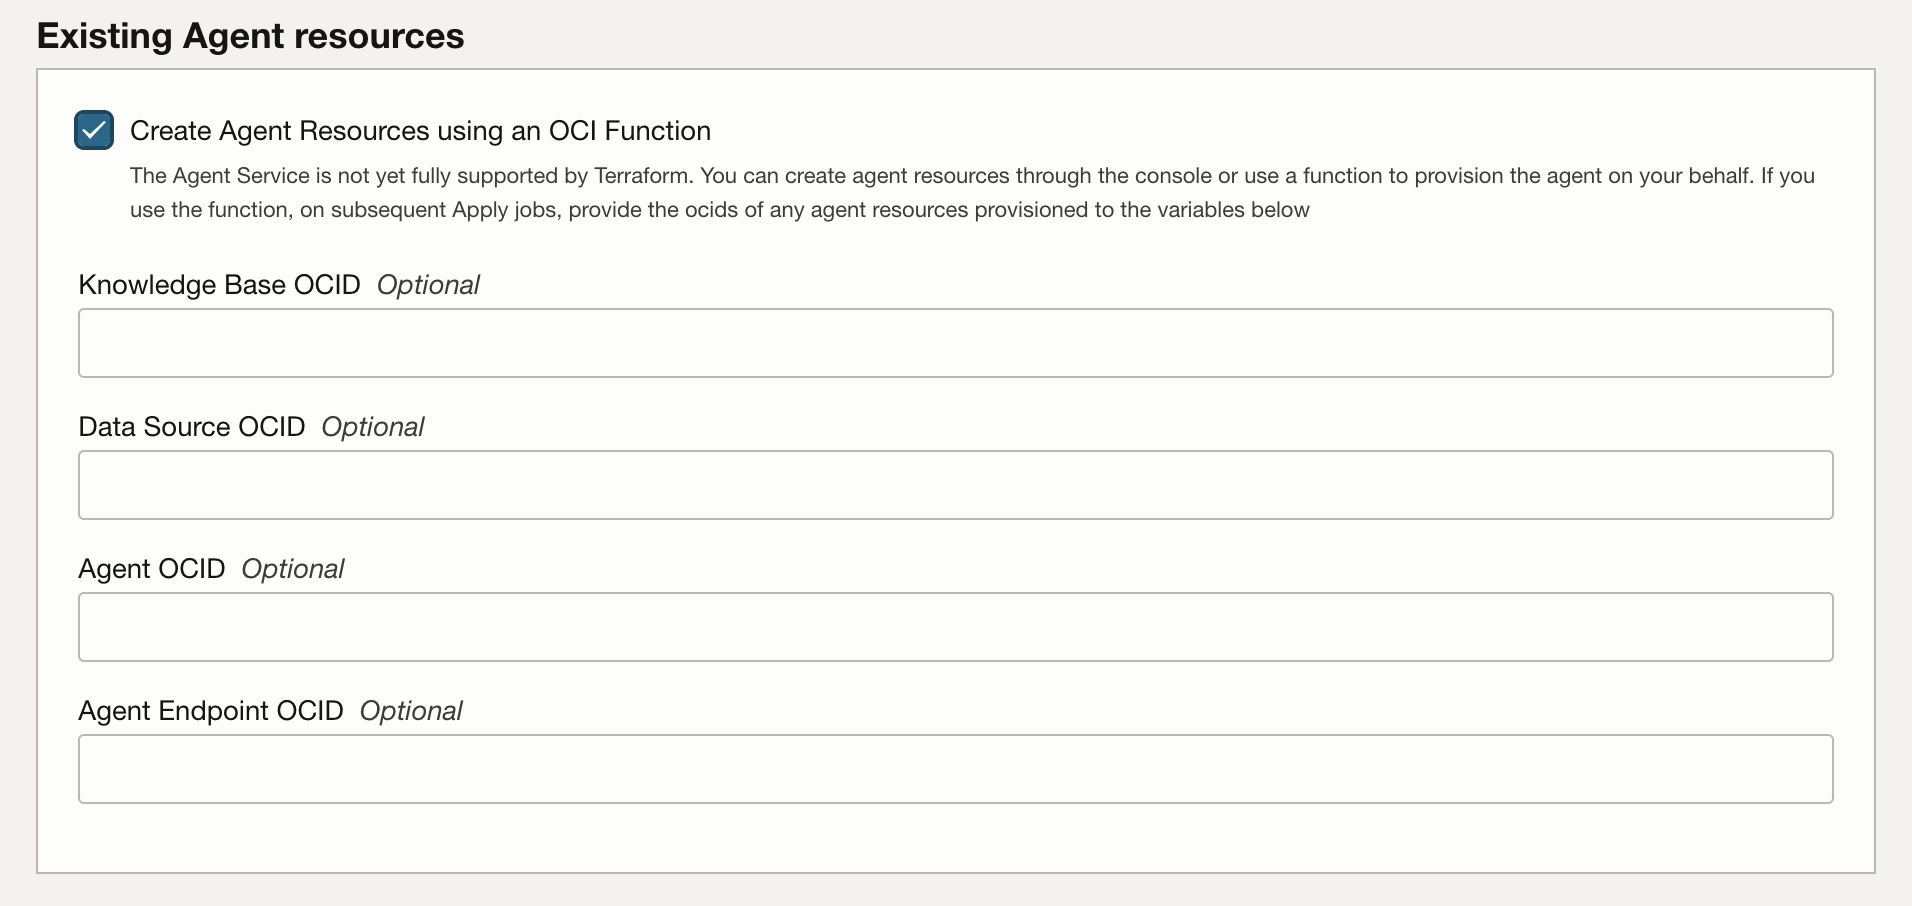 Existing Agent resources
Create Agent Resources using an OCI Function
The Agent Service is not yet fully supported by Terraform. You can create agent resources through the console or use a function to provision the agent on your behalf. If you
use the function, on subsequent Apply jobs, provide the ocids of any agent resources provisioned to the variables below
Knowledge Base OCID Optional
Data Source OCID Optional
Agent OCID Optional
Agent Endpoint OCID Optional